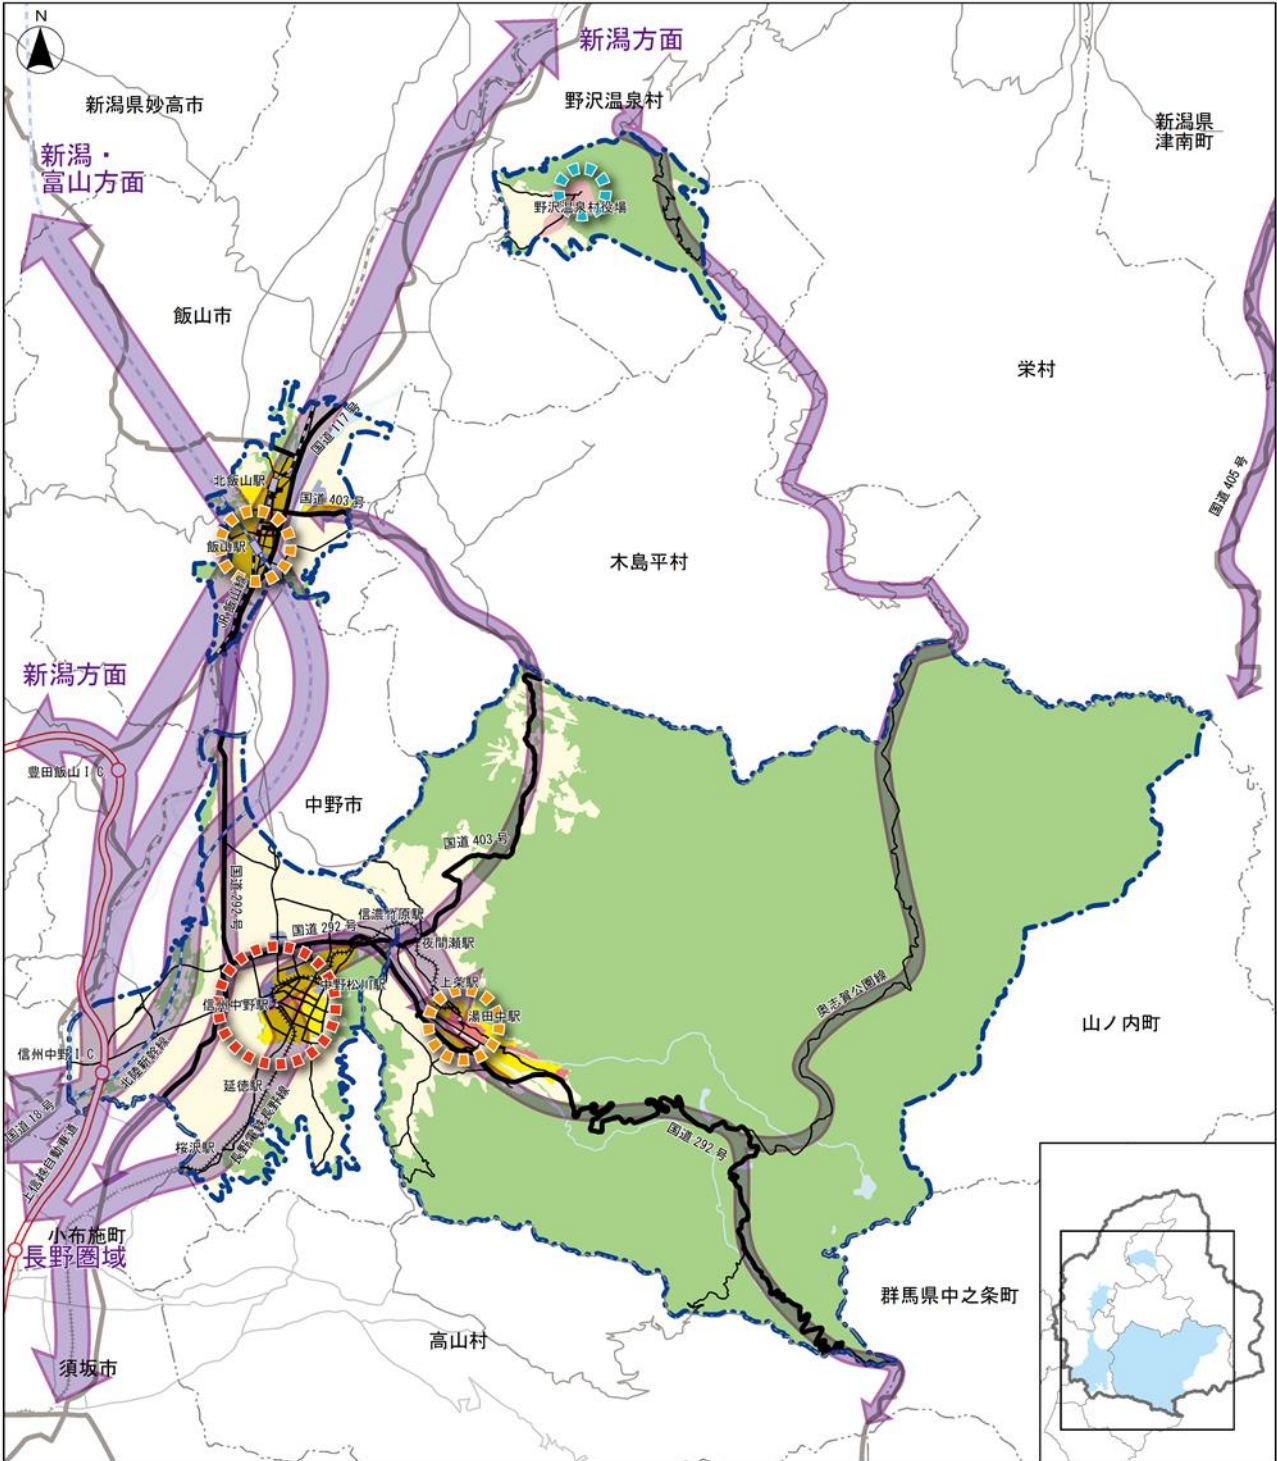 N
新潟方面
新潟県妙高市
野沢温泉村
新潟県
津南町
新潟・
富山方面
野沢温泉村役場
飯山市
栄村
国道117号
北飯山駅
国道403号
国道405号
飯山駅
木島平村
JR飯山線
新潟方面
豊田飯山IC
中野市
国道403号
国道292号
信濃竹原駅
国道292号
夜間瀬駅
中野松川駅
上条駅
信州中野駅
湯田中駅
奥志賀公園線
山ノ内町
信州中野IC
北陸新幹線
延徳駅
国道18号
長野電鉄長野線
国道292号
桜沢駅
上信越自動車道
小布施町
長野圏域
群馬県中之条町
高山村
須坂市